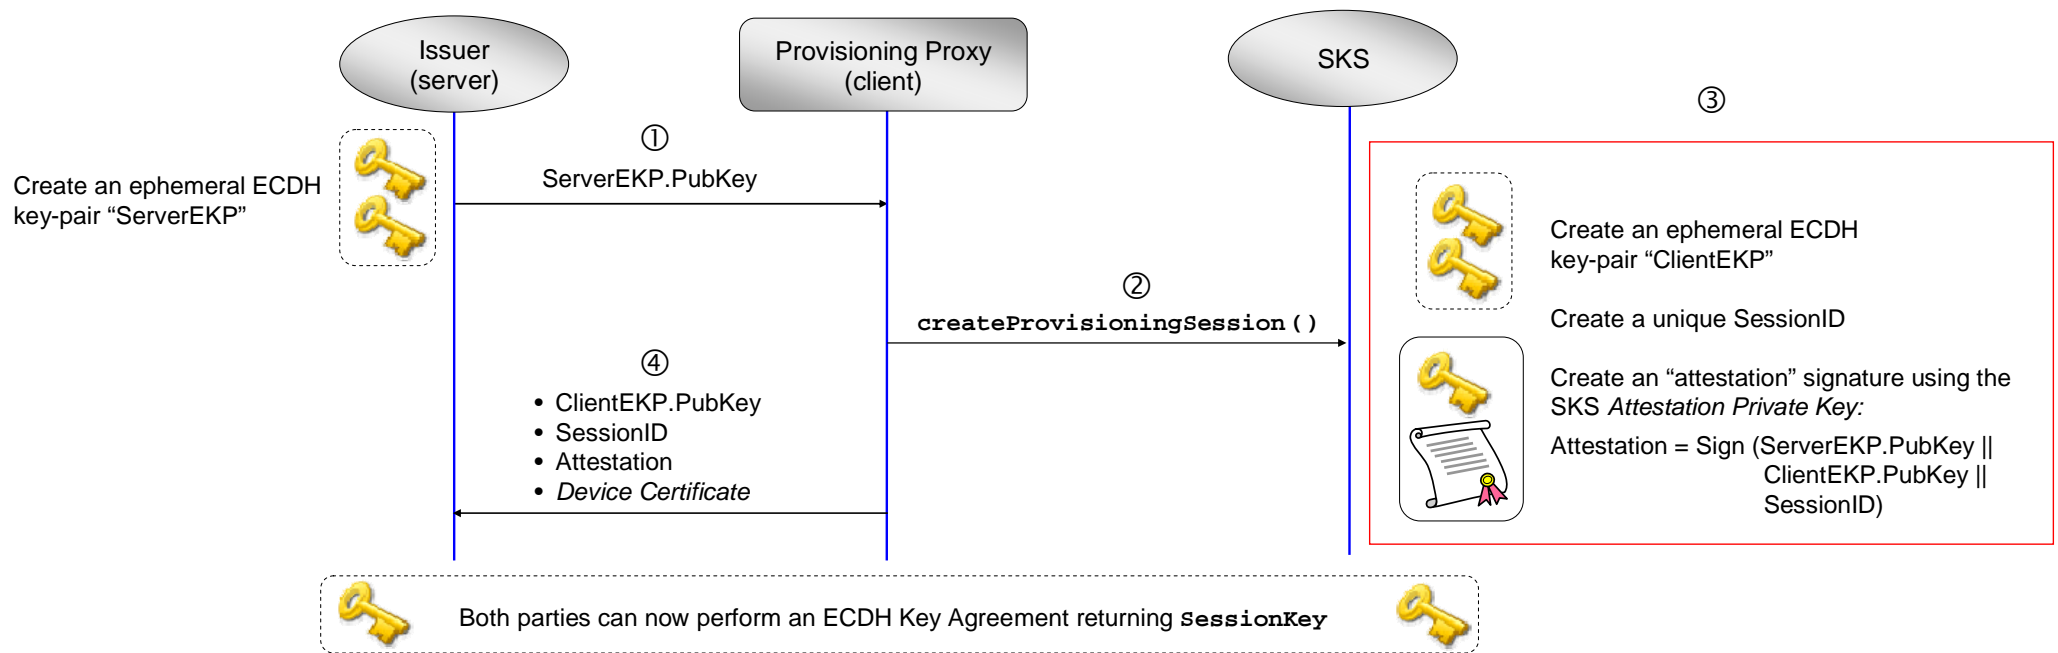 Issuer
(server)
Provisioning Proxy
(client)
SKS
③
①
ServerEKP.PubKey
Create an ephemeral ECDH
key-pair “ServerEKP”
Create an ephemeral ECDH
key-pair “ClientEKP”
②
createProvisioningSession()
Create a unique SessionID
④
• ClientEKP.PubKey
• SessionID
• Attestation
• Device Certificate
Create an “attestation” signature using the
SKS Attestation Private Key:
Attestation = Sign (ServerEKP.PubKey ||
ClientEKP.PubKey ||
SessionID)
Both parties can now perform an ECDH Key Agreement returning SessionKey